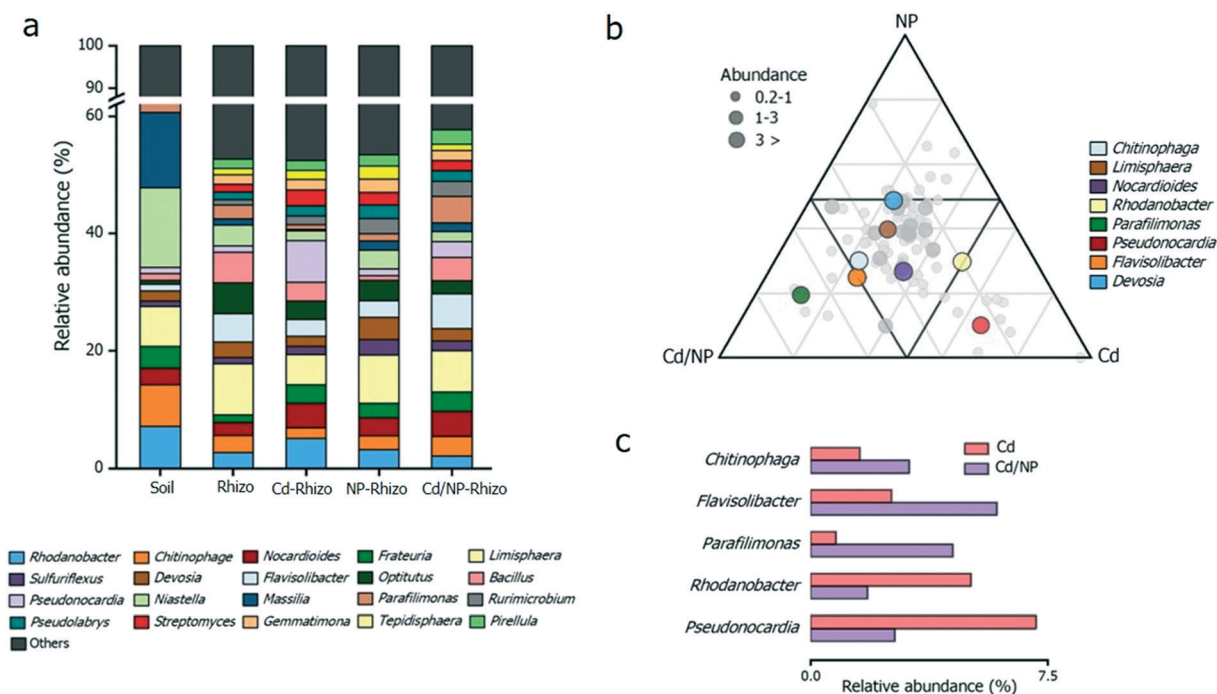 a
Relative abundance (%)
100
90
60
40
20
0
Soil Rhizo Cd-Rhizo NP-Rhizo Cd/NP-Rhizo
Rhodanobacter Chitinophage Nocardioides Frateuria Limisphaera
Sulfuriflexus Devosia Flavisolibacter Optitutus Bacillus
Pseudonocardia Niastella Massilia Parafilimonas Rurimicrobium
Pseudolabrys Streptomyces Gemmatimona Tepidisphaera Pirellula
Others
b
NP
Abundance
0.2-1
1-3
3 >
Cd/NP
Cd
Chitinophaga
Limisphaera
Nocardioides
Rhodanobacter
Parafilimonas
Pseudonocardia
Flavisolibacter
Devosia
c
Cd
Cd/NP
Chitinophaga
Flavisolibacter
Parafilimonas
Rhodanobacter
Pseudonocardia
0.0 7.5
Relative abundance (%)